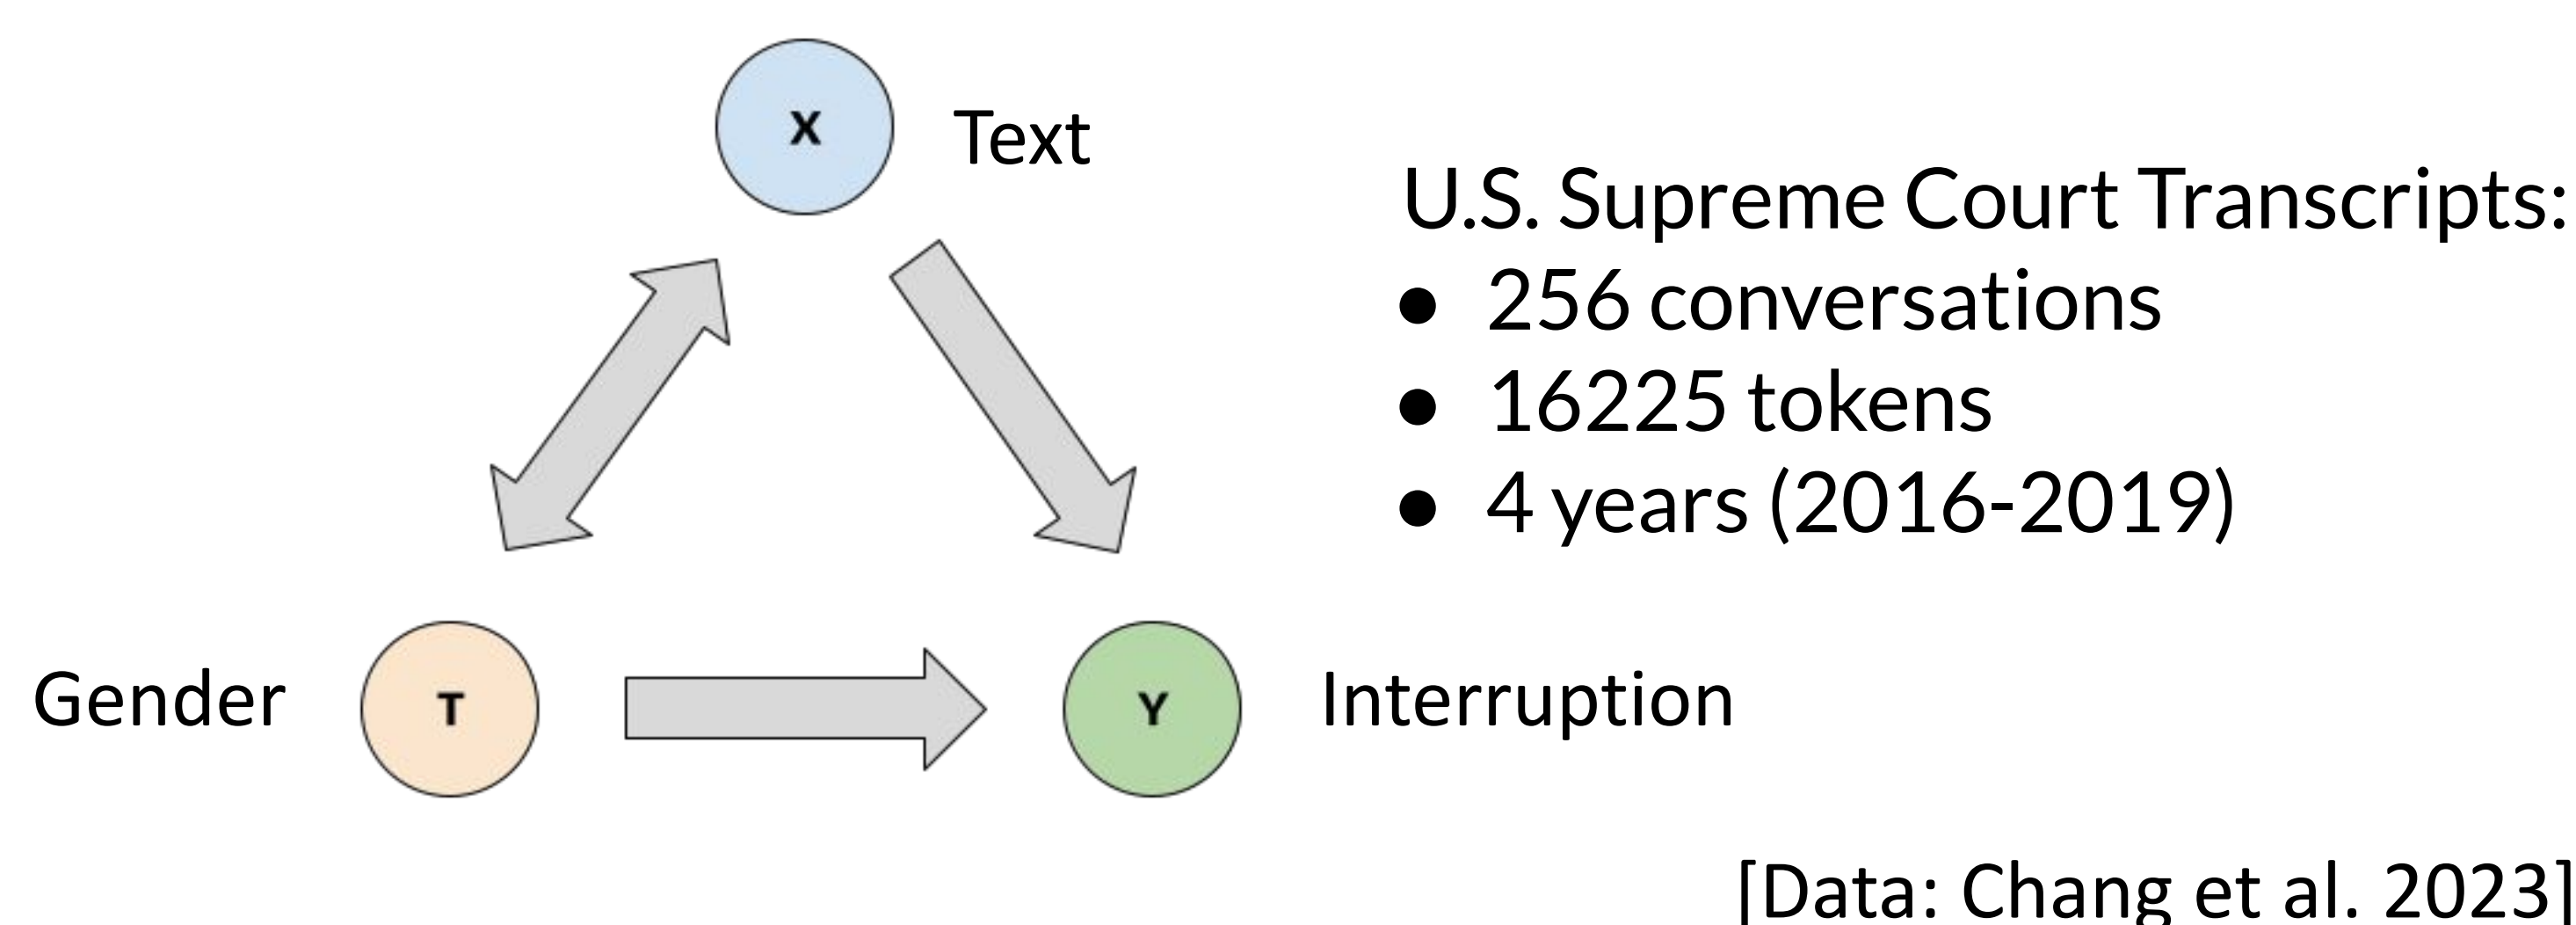 X
Text
U.S. Supreme Court Transcripts:
● 256 conversations
● 16225 tokens
● 4 years (2016-2019)
Gender
T
Y
Interruption
[Data: Chang et al. 2023]